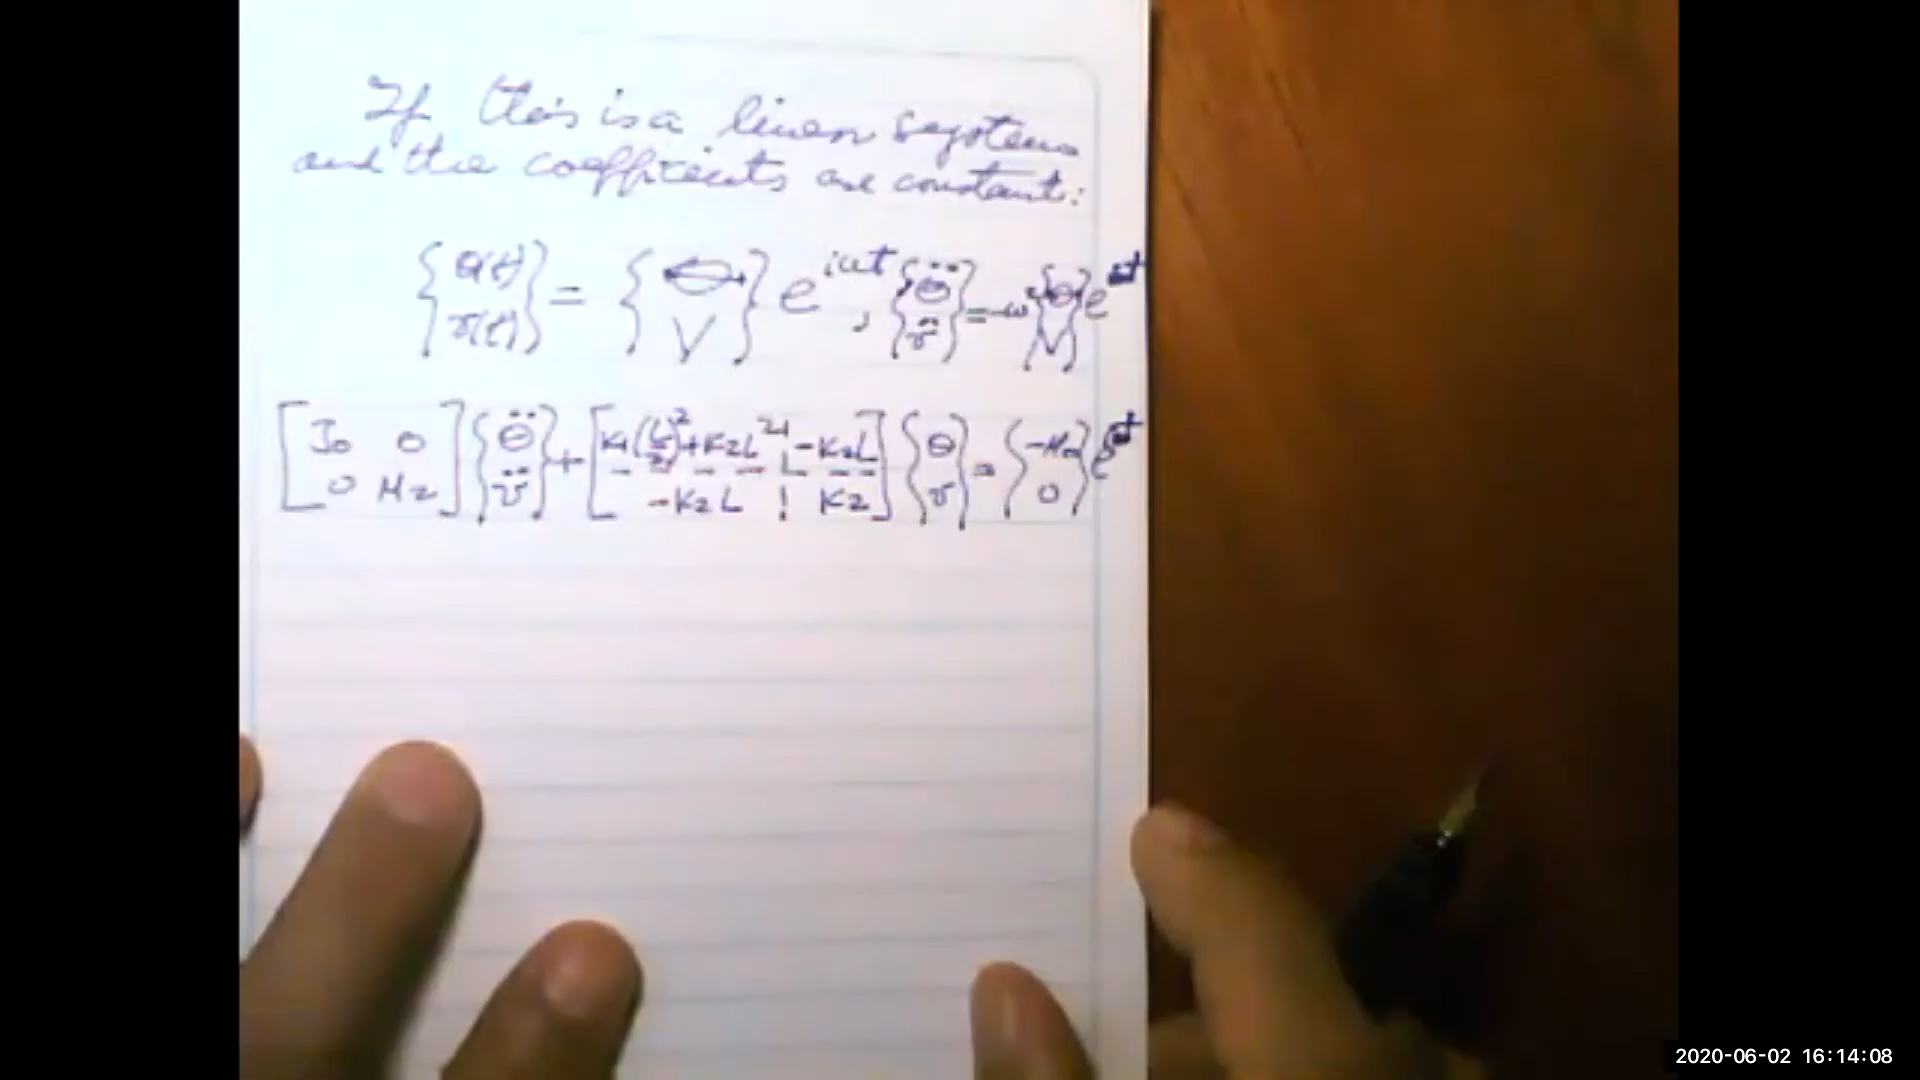 If this is a linear system
and the coefficients are constant:
{θ(t) v(t)} = {Θ V} e^{iωt}, {θ̈ v̈} = -ω² {Θ V} e^{iωt}
[J₀ 0 0 M₂] {θ̈ v̈} + [K₁(L/2)²+K₂L² | -K₂L -K₂L | K₂] {θ v} = {-M₀ 0} e^{iωt}
2020-06-02 16:14:08